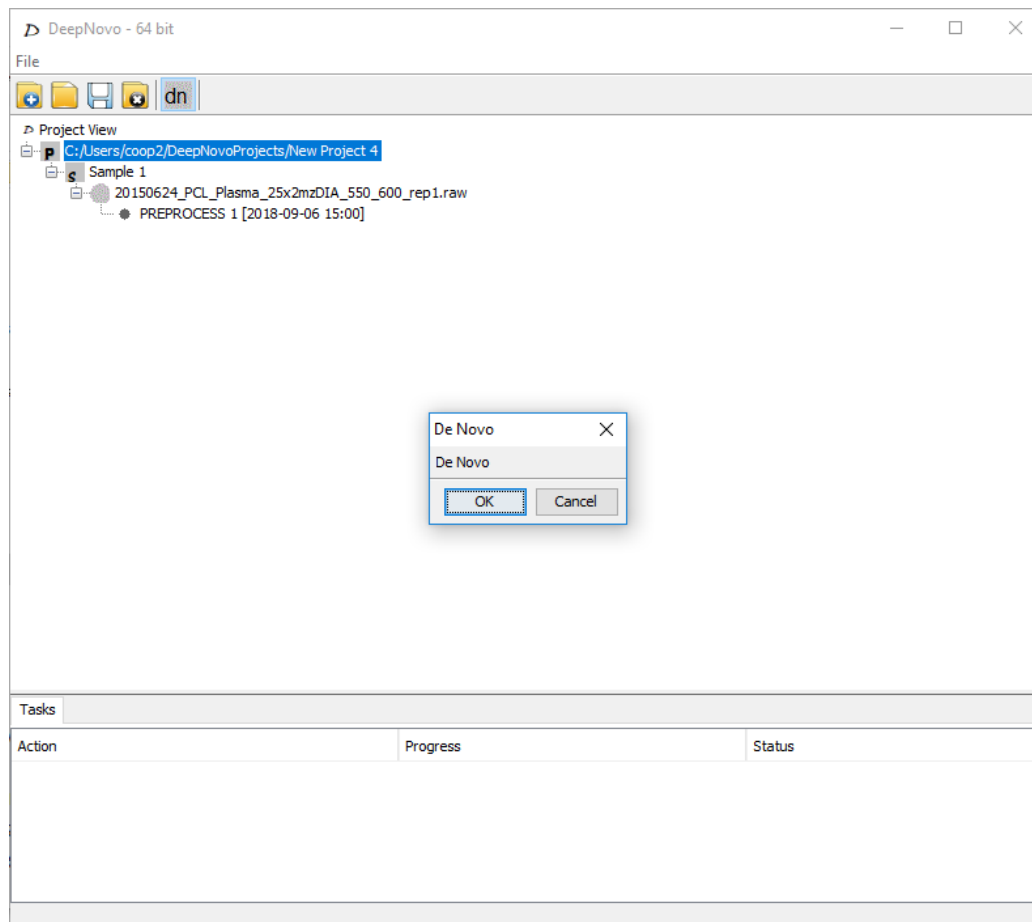 DeepNovo - 64 bit
File
dn
Project View
P C:/Users/coop2/DeepNovoProjects/New Project 4
S Sample 1
20150624_PCL_Plasma_25x2mzDIA_550_600_rep1.raw
PREPROCESS 1 [2018-09-06 15:00]
De Novo
De Novo
OK Cancel
Tasks
Action Progress Status